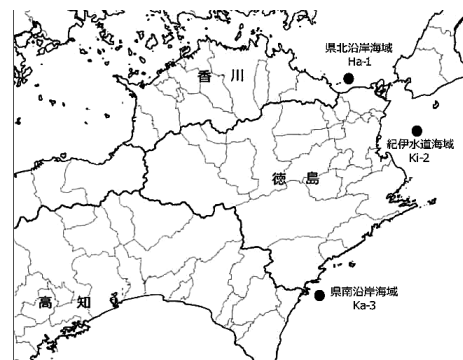 県北沿岸海域
Ha-1
香川
紀伊水道海域
Ki-2
徳島
県南沿岸海域
Ka-3
高知